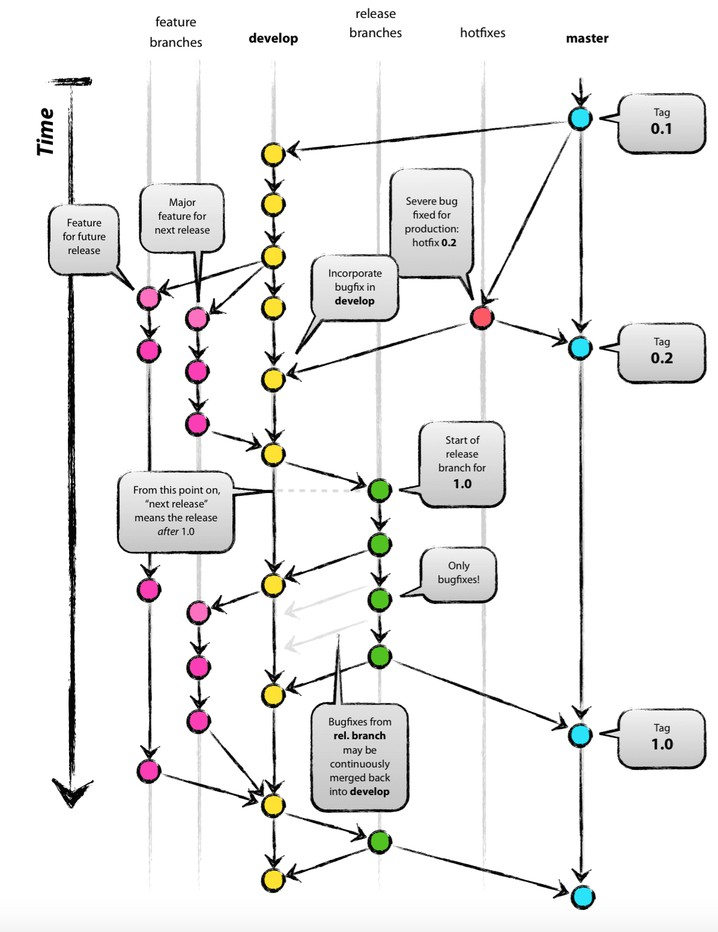 feature
branches
develop
release
branches
hotfixes
master
Time
Tag
0.1
Feature
for future
release
Major
feature for
next release
Severe bug
fixed for
production:
hotfix 0.2
Incorporate
bugfix in
develop
Tag
0.2
Start of
release
branch for
1.0
From this point on,
“next release”
means the release
after 1.0
Only
bugfixes!
Bugfixes from
rel. branch
may be
continuously
merged back
into develop
Tag
1.0